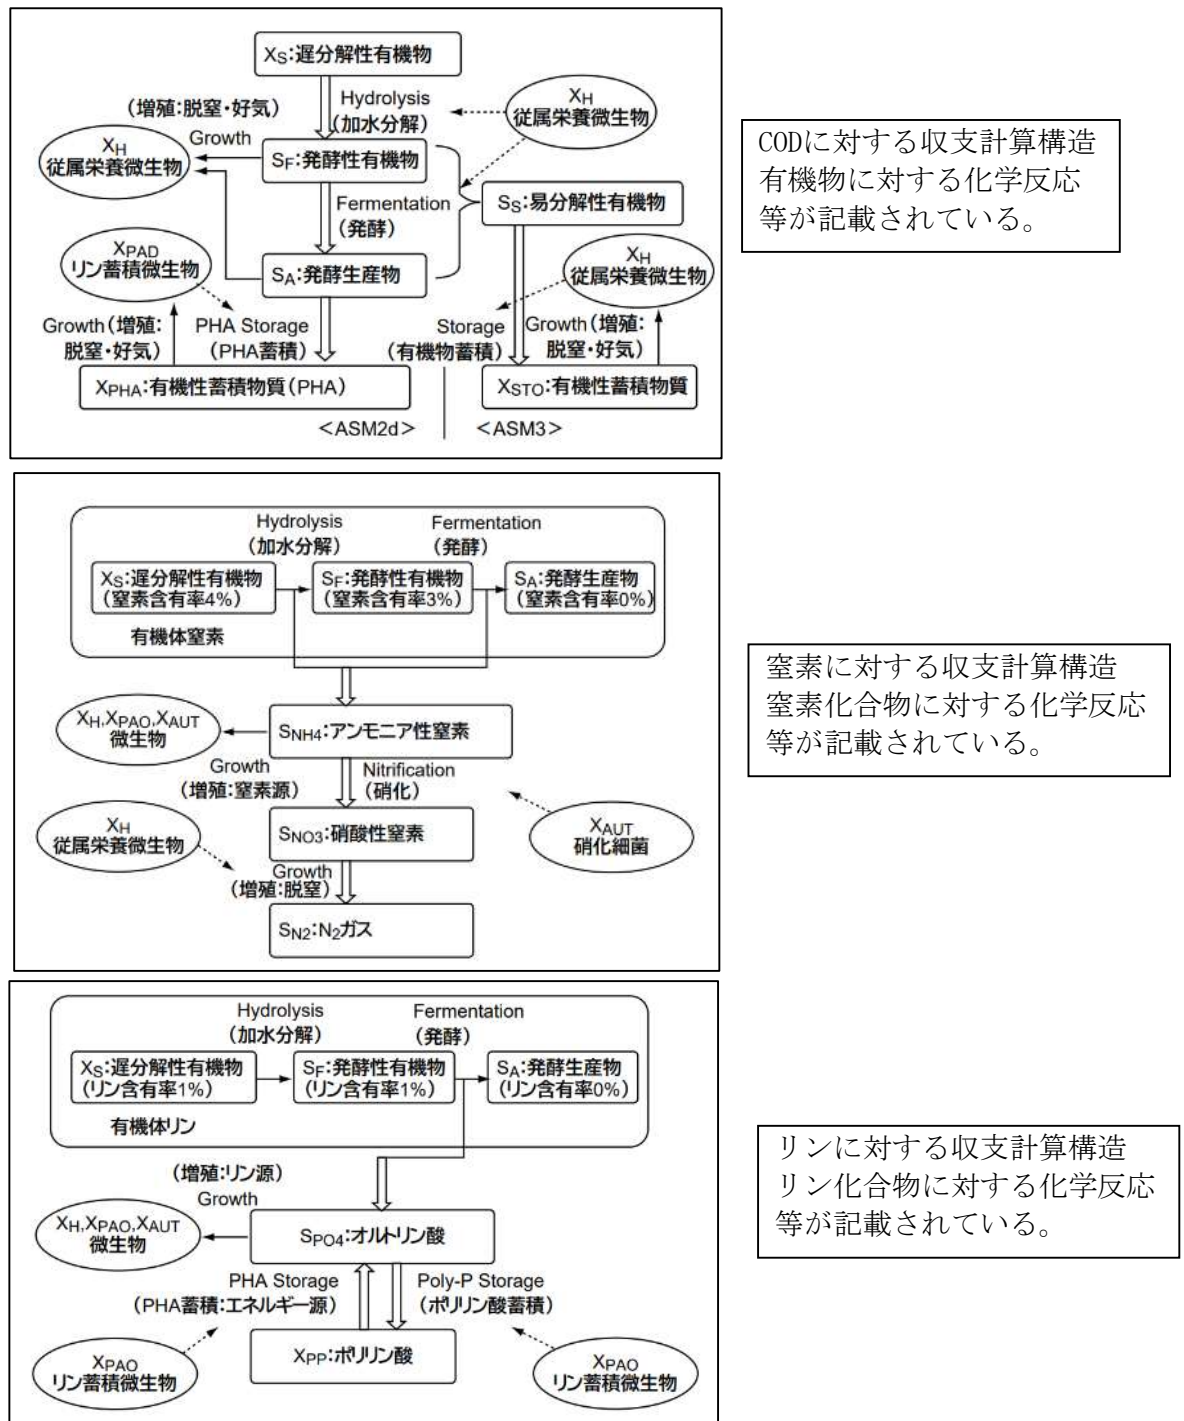 XS:遅分解性有機物
Hydrolysis
(加水分解)
XH
従属栄養微生物
(増殖:脱窒・好気)
Growth
XH
従属栄養微生物
SF:発酵性有機物
Fermentation
(発酵)
SS:易分解性有機物
XPAD
リン蓄積微生物
SA:発酵生産物
XH
従属栄養微生物
Growth(増殖:
脱窒・好気)
PHA Storage
(PHA蓄積)
Storage
(有機物蓄積)
Growth(増殖:
脱窒・好気)
XPHA:有機性蓄積物質(PHA)
XSTO:有機性蓄積物質
<ASM2d>
<ASM3>
CODに対する収支計算構造
有機物に対する化学反応
等が記載されている。
Hydrolysis
(加水分解)
Fermentation
(発酵)
XS:遅分解性有機物
(窒素含有率4%)
SF:発酵性有機物
(窒素含有率3%)
SA:発酵生産物
(窒素含有率0%)
有機体窒素
XH,XPAO,XAUT
微生物
SNH4:アンモニア性窒素
Growth
(増殖:窒素源)
Nitrification
(硝化)
XH
従属栄養微生物
SNO3:硝酸性窒素
XAUT
硝化細菌
Growth
(増殖:脱窒)
SN2:N2ガス
窒素に対する収支計算構造
窒素化合物に対する化学反応
等が記載されている。
Hydrolysis
(加水分解)
Fermentation
(発酵)
XS:遅分解性有機物
(リン含有率1%)
SF:発酵性有機物
(リン含有率1%)
SA:発酵生産物
(リン含有率0%)
有機体リン
(増殖:リン源)
Growth
XH,XPAO,XAUT
微生物
SPO4:オルトリン酸
PHA Storage
(PHA蓄積:エネルギー源)
Poly-P Storage
(ポリリン酸蓄積)
XPP:ポリリン酸
XPAO
リン蓄積微生物
XPAO
リン蓄積微生物
リンに対する収支計算構造
リン化合物に対する化学反応
等が記載されている。